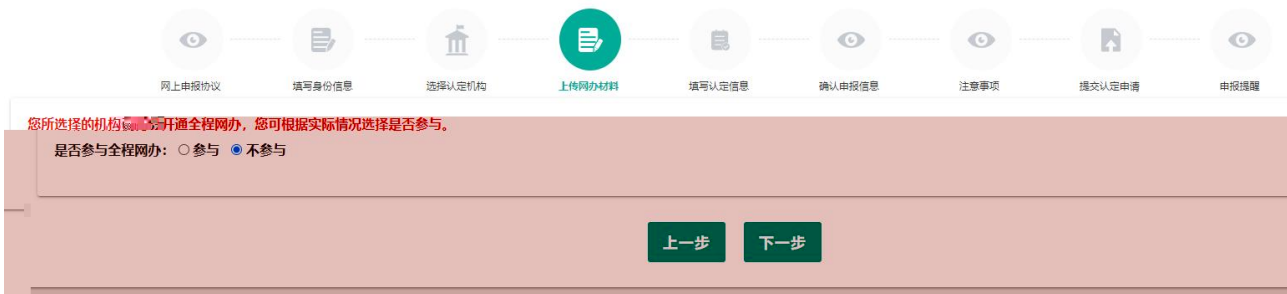 网上申报协议
填写身份信息
选择认定机构
上传网办材料
填写认定信息
确认申报信息
注意事项
提交认定申请
申报提醒
您所选择的机构开通全程网办，您可根据实际情况选择是否参与。
是否参与全程网办： 参与 不参与
上一步 下一步